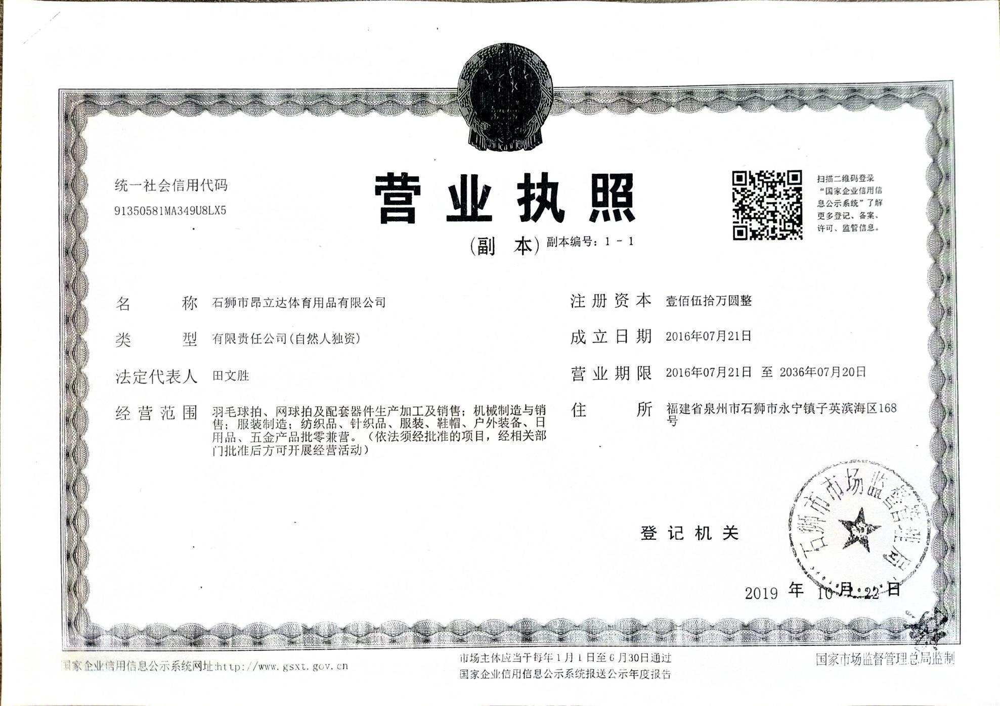 统一社会信用代码
91350581MA349U8LX5
营业执照
(副 本) 副本编号: 1 - 1
扫描二维码登录
“国家企业信用信
息公示系统”了解
更多登记、备案、
许可、监管信息。
名 称 石狮市昂立达体育用品有限公司
类 型 有限责任公司(自然人独资)
法定代表人 田文胜
经营范围 羽毛球拍、网球拍及配套器件生产加工及销售;机械制造与销
售;服装制造;纺织品、针织品、服装、鞋帽、户外装备、日
用品、五金产品批零兼营。(依法须经批准的项目,经相关部
门批准后方可开展经营活动)
注册资本 壹佰伍拾万圆整
成立日期 2016年07月21日
营业期限 2016年07月21日 至 2036年07月20日
住 所 福建省泉州市石狮市永宁镇子英滨海区168
号
石狮市市场监督管理局
登记机关
2019 年 10 月 22 日
国家企业信用信息公示系统网址:http://www.gsxt.gov.cn
市场主体应当于每年1月1日至6月30日通过
国家企业信用信息公示系统报送公示年度报告
国家市场监督管理总局监制